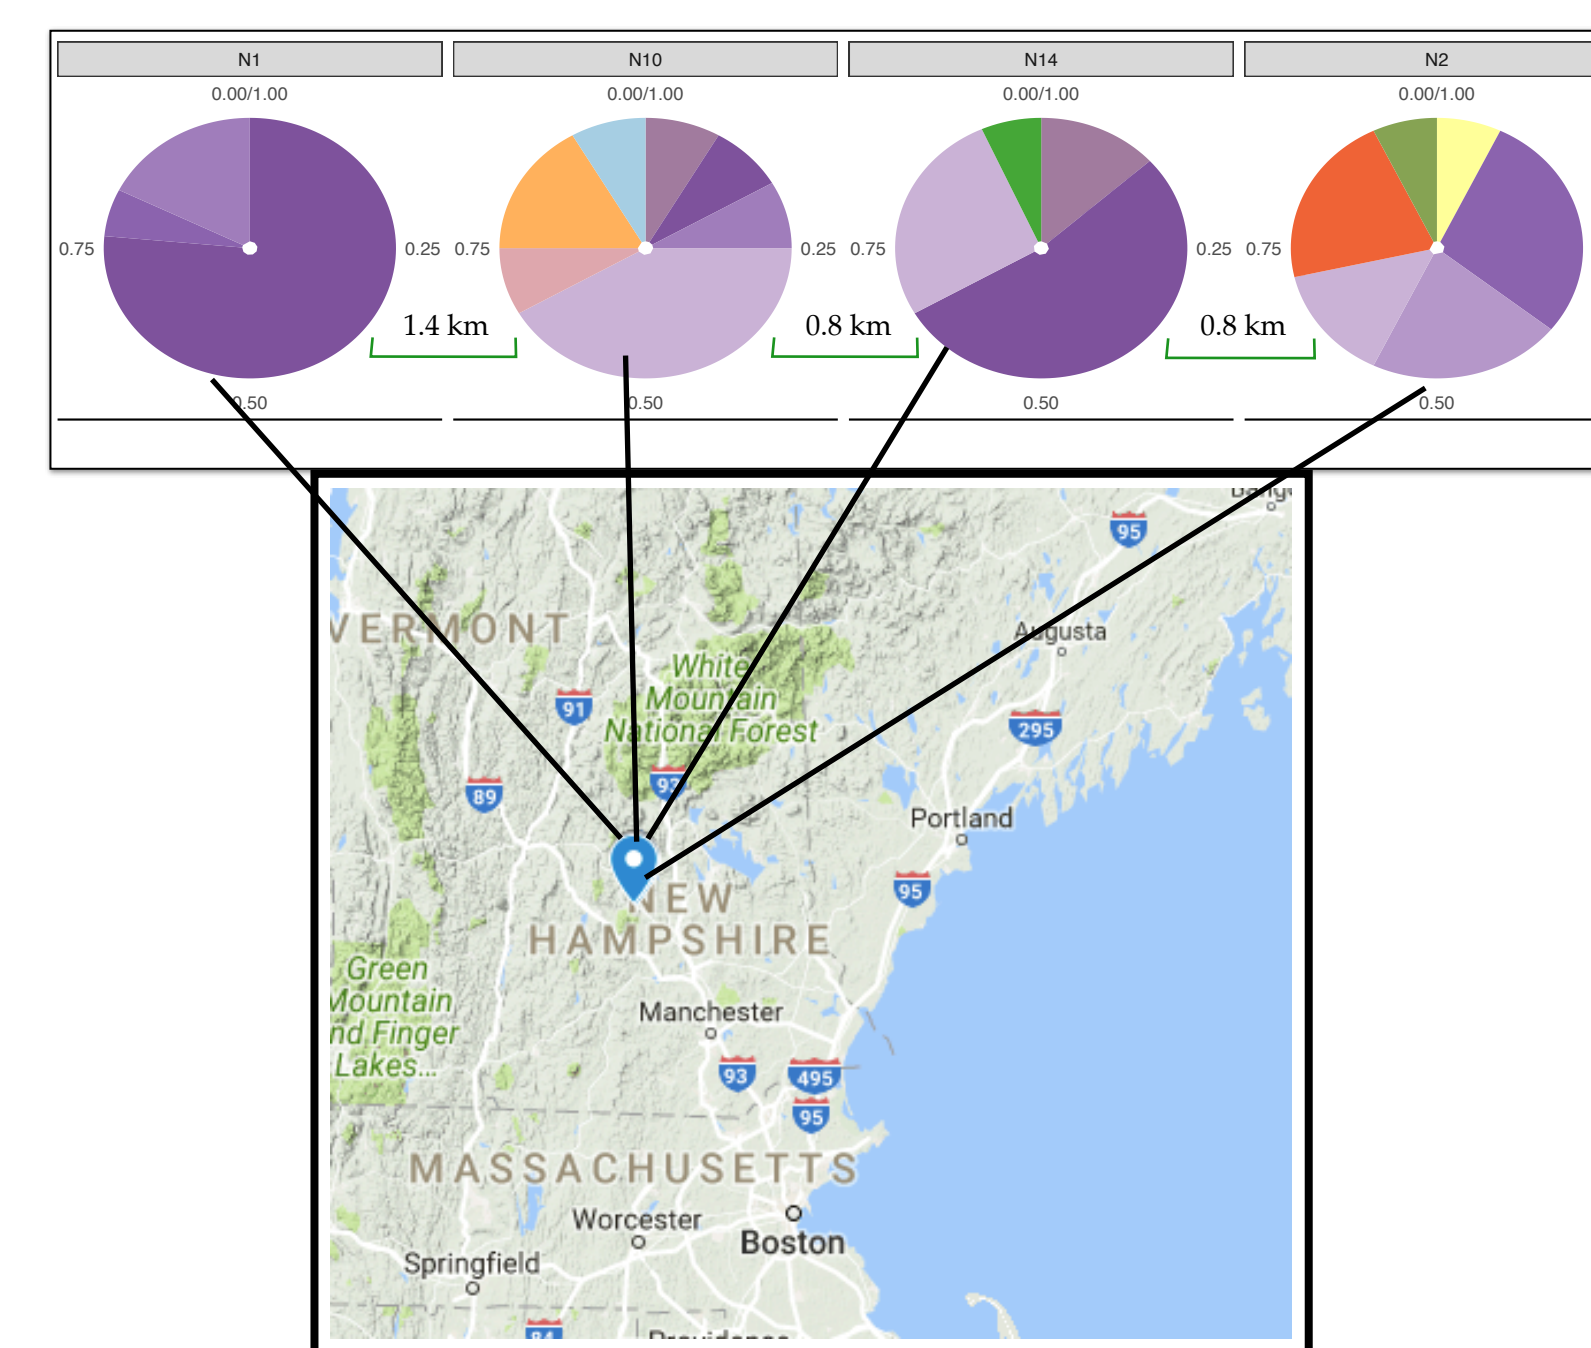 N1 N10 N14 N2
0.00/1.00 0.00/1.00 0.00/1.00 0.00/1.00
0.75 0.25 0.75 0.25 0.75 0.25 0.75
1.4 km 0.8 km 0.8 km
0.50 0.50 0.50 0.50
95
VERMONT
Augusta
White
Mountain
National Forest
91
295
93
89
Portland
95
NEW
HAMPSHIRE
Green
Mountain
nd Finger
Lakes...
Manchester
93
495
95
MASSACHUSETTS
Worcester
Boston
Springfield
84